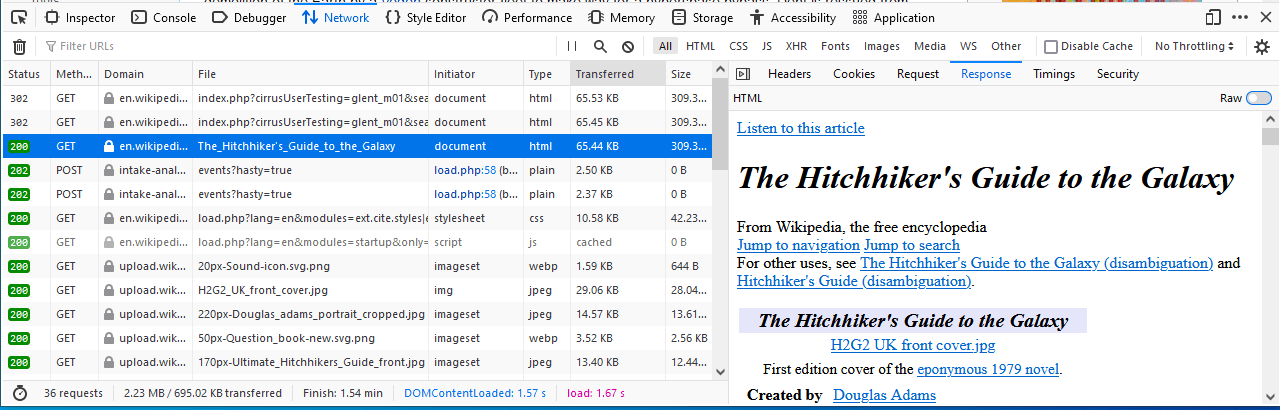 Inspector Console Debugger Network Style Editor Performance Memory Storage Accessibility Application
Filter URLs All HTML CSS JS XHR Fonts Images Media WS Other Disable Cache No Throttling
Status Meth... Domain File Initiator Type Transferred Size
302 GET en.wikipedi... index.php?cirrusUserTesting=glent_m01&sea document html 65.53 KB 309.3...
302 GET en.wikipedi... index.php?cirrusUserTesting=glent_m01&sea document html 65.45 KB 309.3...
200 GET en.wikipedi... The_Hitchhiker's_Guide_to_the_Galaxy document html 65.44 KB 309.3...
202 POST intake-anal... events?hasty=true load.php:58 (b... plain 2.50 KB 0 B
202 POST intake-anal... events?hasty=true load.php:58 (b... plain 2.37 KB 0 B
200 GET en.wikipedi... load.php?lang=en&modules=ext.cite.styles|e stylesheet css 10.58 KB 42.23...
200 GET en.wikipedi... load.php?lang=en&modules=startup&only= script js cached 0 B
200 GET upload.wik... 20px-Sound-icon.svg.png imageset webp 1.59 KB 644 B
200 GET upload.wik... H2G2_UK_front_cover.jpg img jpeg 29.06 KB 28.04...
200 GET upload.wik... 220px-Douglas_adams_portrait_cropped.jpg imageset jpeg 14.57 KB 13.61...
200 GET upload.wik... 50px-Question_book-new.svg.png imageset webp 3.52 KB 2.56 KB
200 GET upload.wik... 170px-Ultimate_Hitchhikers_Guide_front.jpg imageset jpeg 13.40 KB 12.44...
36 requests 2.23 MB / 695.02 KB transferred Finish: 1.54 min DOMContentLoaded: 1.57 s load: 1.67 s
Headers Cookies Request Response Timings Security
HTML Raw
Listen to this article
The Hitchhiker's Guide to the Galaxy
From Wikipedia, the free encyclopedia
Jump to navigation Jump to search
For other uses, see The Hitchhiker's Guide to the Galaxy (disambiguation) and
Hitchhiker's Guide (disambiguation).
The Hitchhiker's Guide to the Galaxy
H2G2 UK front cover.jpg
First edition cover of the eponymous 1979 novel.
Created by Douglas Adams